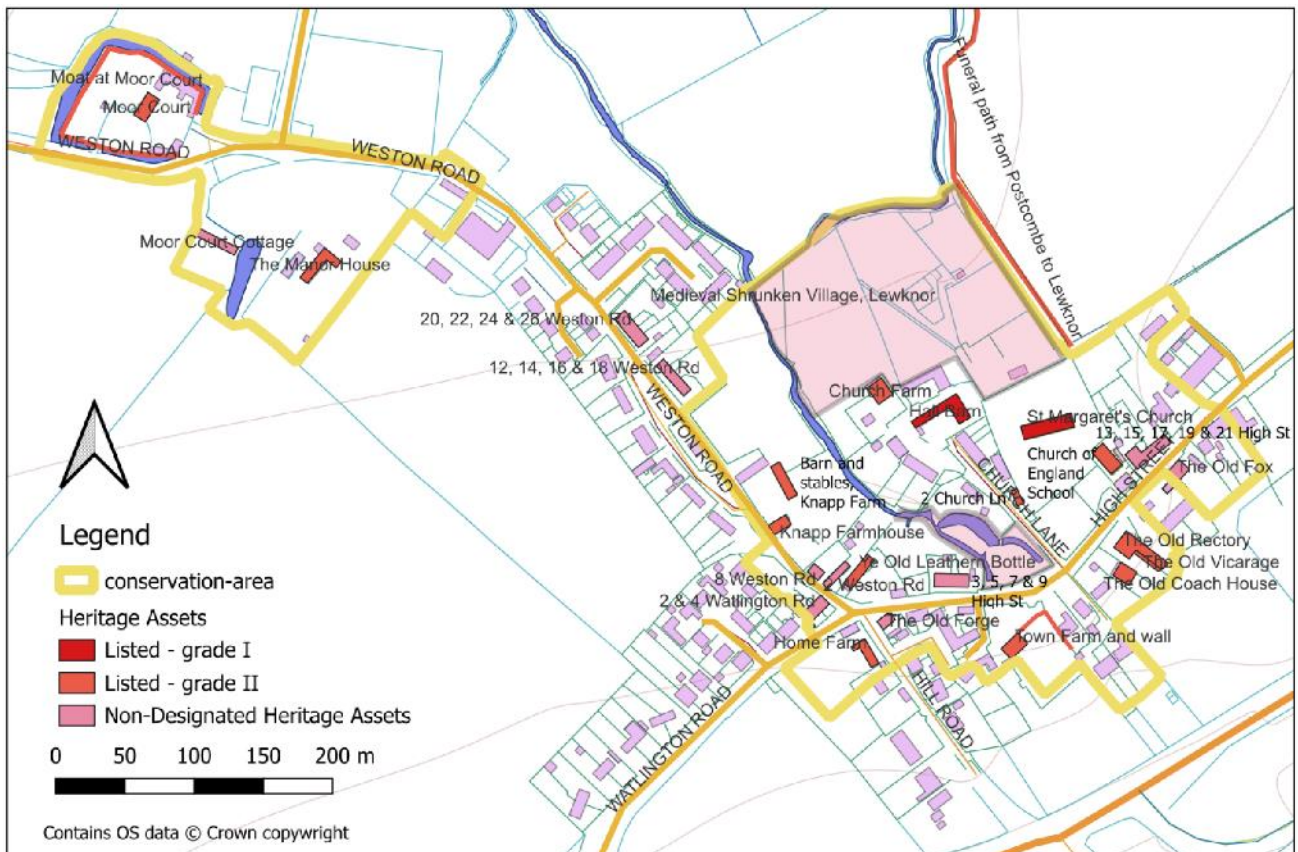 Moat at Moor Court
Moor Court
WESTON ROAD
WESTON ROAD
Funeral path from Postcombe to Lewknor
Moor Court Cottage
The Manor House
Medieval Shrunken Village, Lewknor
20, 22, 24 & 26 Weston Rd
12, 14, 16 & 18 Weston Rd
WESTON ROAD
Church Farm
Hall Barn
St Margaret's Church
13, 15, 17, 19 & 21 High St
Church of
England
School
The Old Fox
HIGH STREET
Barn and
stables,
Knapp Farm
2 Church Ln
CHURCH LANE
Knapp Farmhouse
The Old Rectory
The Old Vicarage
The Old Coach House
Ye Old Leathern Bottle
8 Weston Rd
2 Weston Rd
3, 5, 7 & 9
High St
2 & 4 Watlington Rd
The Old Forge
Home Farm
Town Farm and wall
HILL ROAD
WATLINGTON ROAD
Legend
conservation-area
Heritage Assets
Listed - grade I
Listed - grade II
Non-Designated Heritage Assets
0 50 100 150 200 m
Contains OS data © Crown copywright